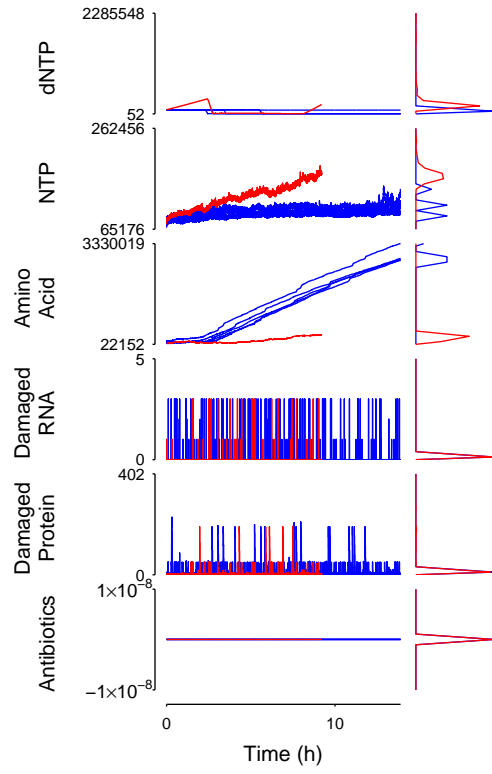 2285548
dNTP
52
262456
NTP
65176
3330019
Amino
Acid
22152
5
Damaged
RNA
0
402
Damaged
Protein
0
1×10⁻⁸
Antibiotics
−1×10⁻⁸
0 10
Time (h)